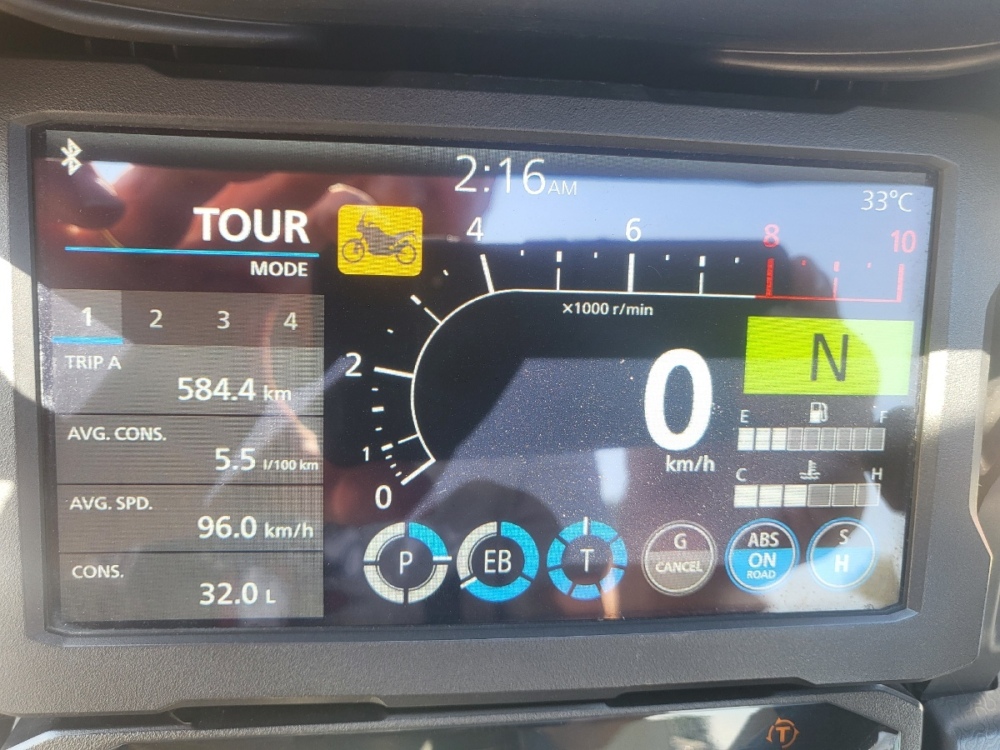 2:16 AM
33°C
TOUR
MODE
4 6 8 10
×1000 r/min
1 2 3 4
TRIP A
584.4 km
AVG. CONS.
5.5 l/100 km
AVG. SPD.
96.0 km/h
CONS.
32.0 L
2
1
0
0
km/h
N
E F
C H
P
EB
T
G
CANCEL
ABS
ON
ROAD
S
H
T